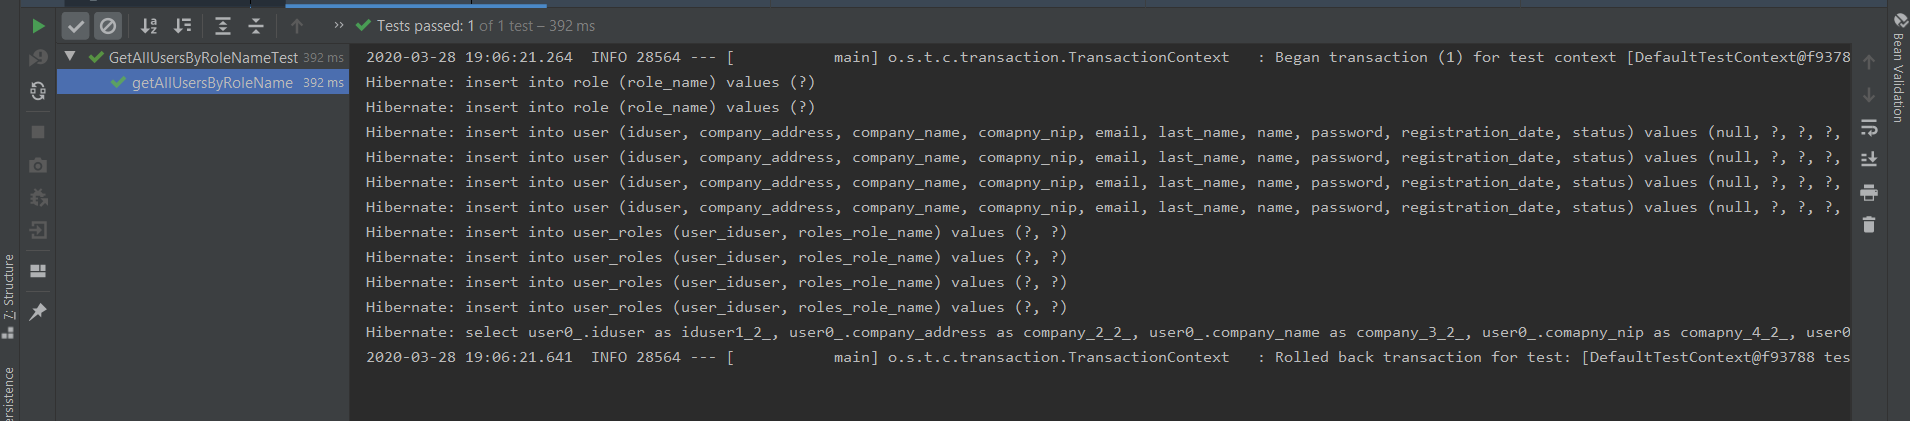 Tests passed: 1 of 1 test – 392 ms
GetAllUsersByRoleNameTest 392 ms
getAllUsersByRoleName 392 ms
2020-03-28 19:06:21.264  INFO 28564 --- [           main] o.s.t.c.transaction.TransactionContext   : Began transaction (1) for test context [DefaultTestContext@f9378
Hibernate: insert into role (role_name) values (?)
Hibernate: insert into role (role_name) values (?)
Hibernate: insert into user (iduser, company_address, company_name, comapny_nip, email, last_name, name, password, registration_date, status) values (null, ?, ?, ?,
Hibernate: insert into user (iduser, company_address, company_name, comapny_nip, email, last_name, name, password, registration_date, status) values (null, ?, ?, ?,
Hibernate: insert into user (iduser, company_address, company_name, comapny_nip, email, last_name, name, password, registration_date, status) values (null, ?, ?, ?,
Hibernate: insert into user (iduser, company_address, company_name, comapny_nip, email, last_name, name, password, registration_date, status) values (null, ?, ?, ?,
Hibernate: insert into user_roles (user_iduser, roles_role_name) values (?, ?)
Hibernate: insert into user_roles (user_iduser, roles_role_name) values (?, ?)
Hibernate: insert into user_roles (user_iduser, roles_role_name) values (?, ?)
Hibernate: insert into user_roles (user_iduser, roles_role_name) values (?, ?)
Hibernate: select user0_.iduser as iduser1_2_, user0_.company_address as company_2_2_, user0_.company_name as company_3_2_, user0_.comapny_nip as comapny_4_2_, user0
2020-03-28 19:06:21.641  INFO 28564 --- [           main] o.s.t.c.transaction.TransactionContext   : Rolled back transaction for test: [DefaultTestContext@f93788 tes
Bean Validation
7: Structure
ersistence